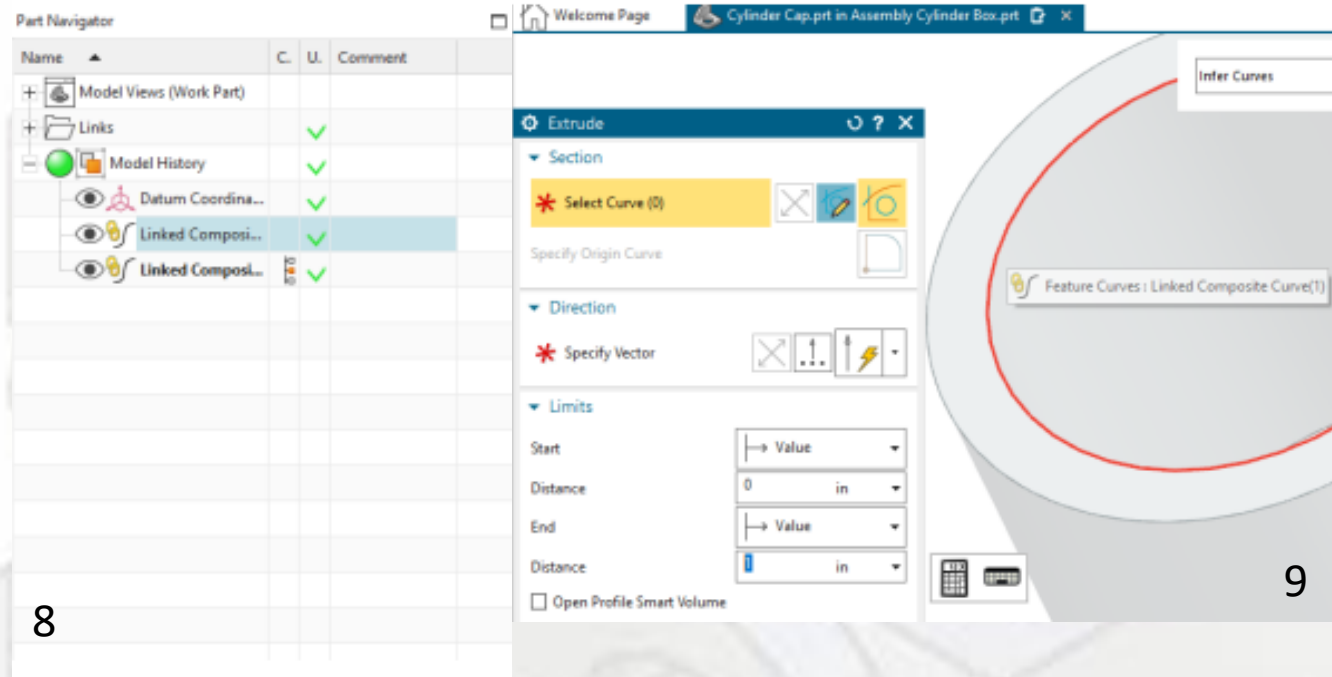 Part Navigator
Name C. U. Comment
Model Views (Work Part)
Links
Model History
Datum Coordina...
Linked Composi...
Linked Composi...
8
Welcome Page
Cylinder Cap.prt in Assembly Cylinder Box.prt
Infer Curves
Extrude
Section
Select Curve (0)
Specify Origin Curve
Direction
Specify Vector
Limits
Start Value
Distance 0 in
End Value
Distance 1 in
Open Profile Smart Volume
Feature Curves : Linked Composite Curve(1)
9